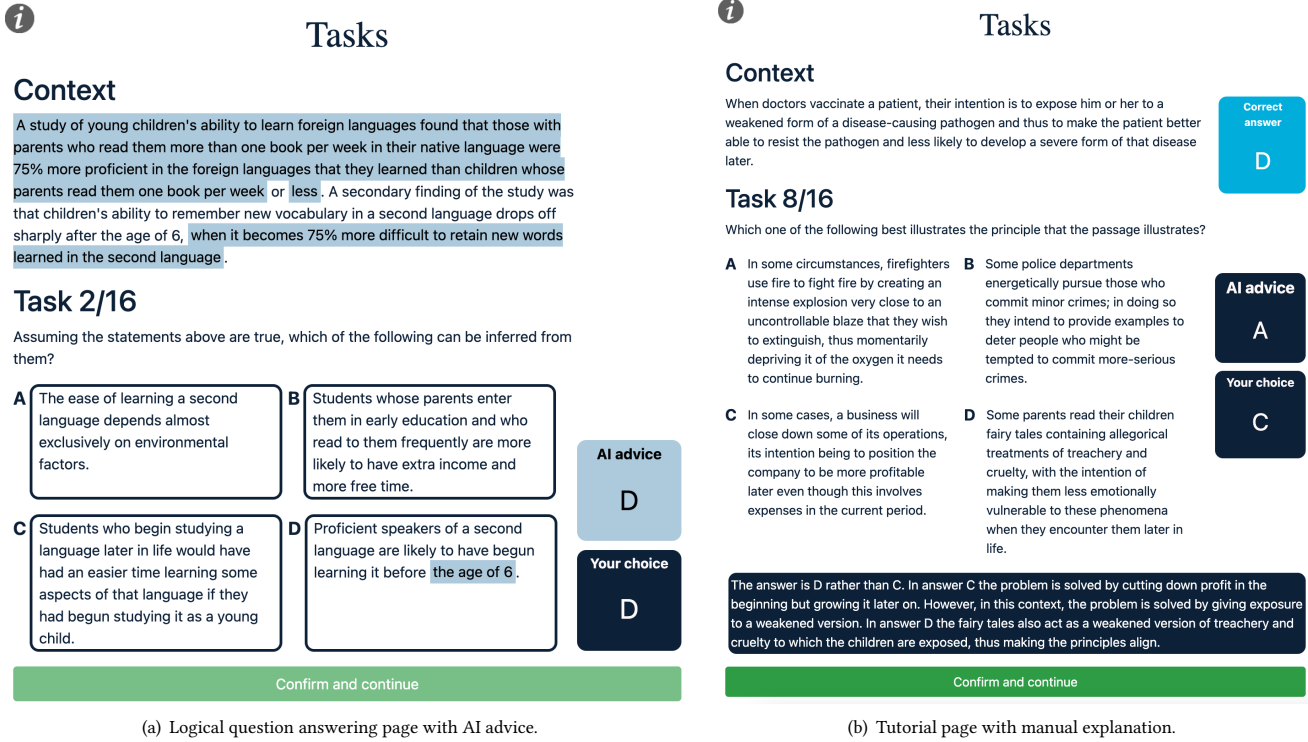 i
Tasks
Context
A study of young children's ability to learn foreign languages found that those with
parents who read them more than one book per week in their native language were
75% more proficient in the foreign languages that they learned than children whose
parents read them one book per week or less. A secondary finding of the study was
that children's ability to remember new vocabulary in a second language drops off
sharply after the age of 6, when it becomes 75% more difficult to retain new words
learned in the second language.
Task 2/16
Assuming the statements above are true, which of the following can be inferred from
them?
A
The ease of learning a second
language depends almost
exclusively on environmental
factors.
B
Students whose parents enter
them in early education and who
read to them frequently are more
likely to have extra income and
more free time.
C
Students who begin studying a
language later in life would have
had an easier time learning some
aspects of that language if they
had begun studying it as a young
child.
D
Proficient speakers of a second
language are likely to have begun
learning it before the age of 6.
AI advice
D
Your choice
D
Confirm and continue
(a) Logical question answering page with AI advice.
i
Tasks
Context
When doctors vaccinate a patient, their intention is to expose him or her to a
weakened form of a disease-causing pathogen and thus to make the patient better
able to resist the pathogen and less likely to develop a severe form of that disease
later.
Correct
answer
D
Task 8/16
Which one of the following best illustrates the principle that the passage illustrates?
A
In some circumstances, firefighters
use fire to fight fire by creating an
intense explosion very close to an
uncontrollable blaze that they wish
to extinguish, thus momentarily
depriving it of the oxygen it needs
to continue burning.
B
Some police departments
energetically pursue those who
commit minor crimes; in doing so
they intend to provide examples to
deter people who might be
tempted to commit more-serious
crimes.
C
In some cases, a business will
close down some of its operations,
its intention being to position the
company to be more profitable
later even though this involves
expenses in the current period.
D
Some parents read their children
fairy tales containing allegorical
treatments of treachery and
cruelty, with the intention of
making them less emotionally
vulnerable to these phenomena
when they encounter them later in
life.
AI advice
A
Your choice
C
The answer is D rather than C. In answer C the problem is solved by cutting down profit in the
beginning but growing it later on. However, in this context, the problem is solved by giving exposure
to a weakened version. In answer D the fairy tales also act as a weakened version of treachery and
cruelty to which the children are exposed, thus making the principles align.
Confirm and continue
(b) Tutorial page with manual explanation.